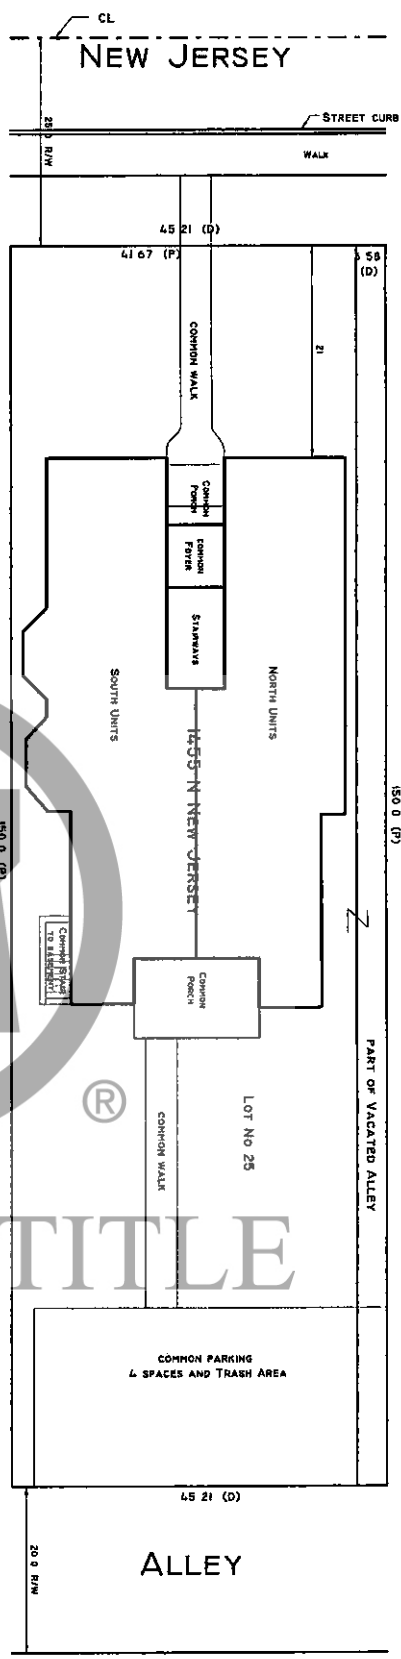 CL
NEW JERSEY
STREET CURB
WALK
25 0 R/W
45 21 (D)
41 67 (P)
3 58
(D)
COMMON WALK
21
COMMON
PORCH
COMMON
FOYER
STAIRWAYS
SOUTH UNITS
NORTH UNITS
1455 N NEW JERSEY
150 0 (P)
150 0 (P)
COMMON STAIR
TO BASEMENT
COMMON
PORCH
®
LOT No 25
PART OF VACATED ALLEY
COMMON WALK
TITLE
COMMON PARKING
4 SPACES AND TRASH AREA
45 21 (D)
20 0 R/W
ALLEY